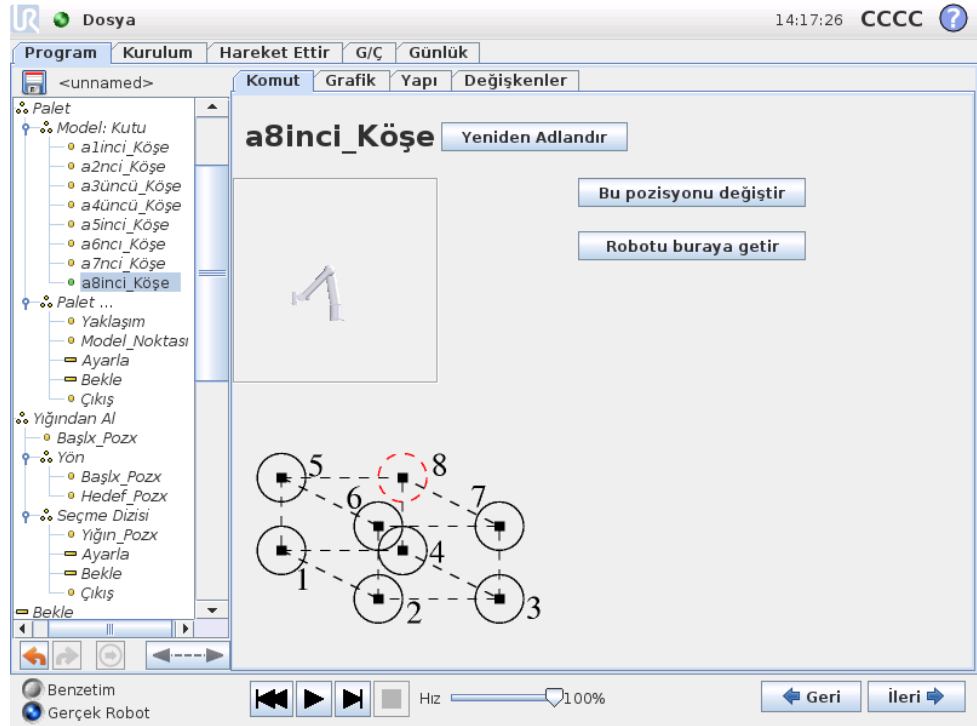 UR Dosya 14:17:26 CCCC ?
Program Kurulum Hareket Ettir G/Ç Günlük
<unnamed>
Komut Grafik Yapı Değişkenler
Palet
Model: Kutu
a1inci_Köşe
a2nci_Köşe
a3üncü_Köşe
a4üncü_Köşe
a5inci_Köşe
a6ncı_Köşe
a7nci_Köşe
a8inci_Köşe
Palet ...
Yaklaşım
Model_Noktası
Ayarla
Bekle
Çıkış
Yığından Al
Başlx_Pozx
Yön
Başlx_Pozx
Hedef_Pozx
Seçme Dizisi
Yığın_Pozx
Ayarla
Bekle
Çıkış
Bekle
a8inci_Köşe Yeniden Adlandır
Bu pozisyonu değiştir
Robotu buraya getir
5 8
6 7
1 4
2 3
Benzetim
Gerçek Robot
Hız 100%
Geri İleri